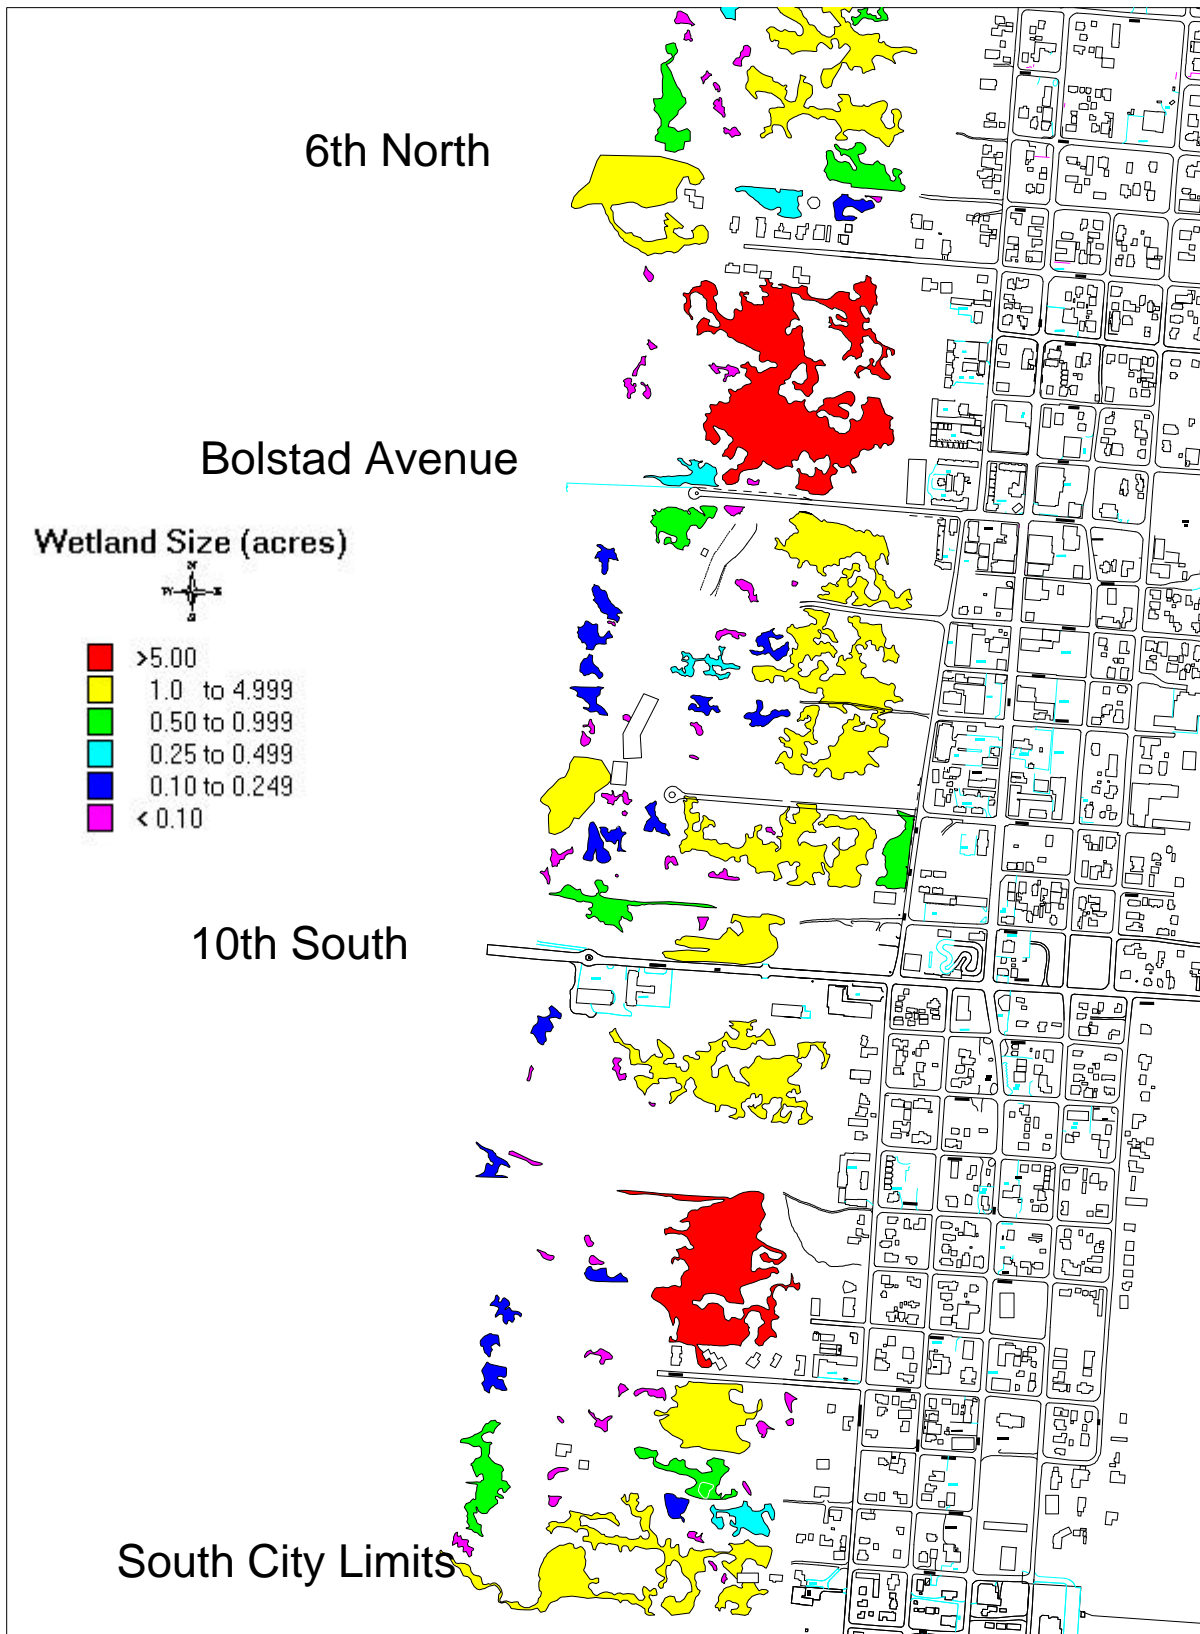 6th North
Bolstad Avenue
Wetland Size (acres)
N
W E
S
>5.00
1.0 to 4.999
0.50 to 0.999
0.25 to 0.499
0.10 to 0.249
< 0.10
10th South
South City Limits